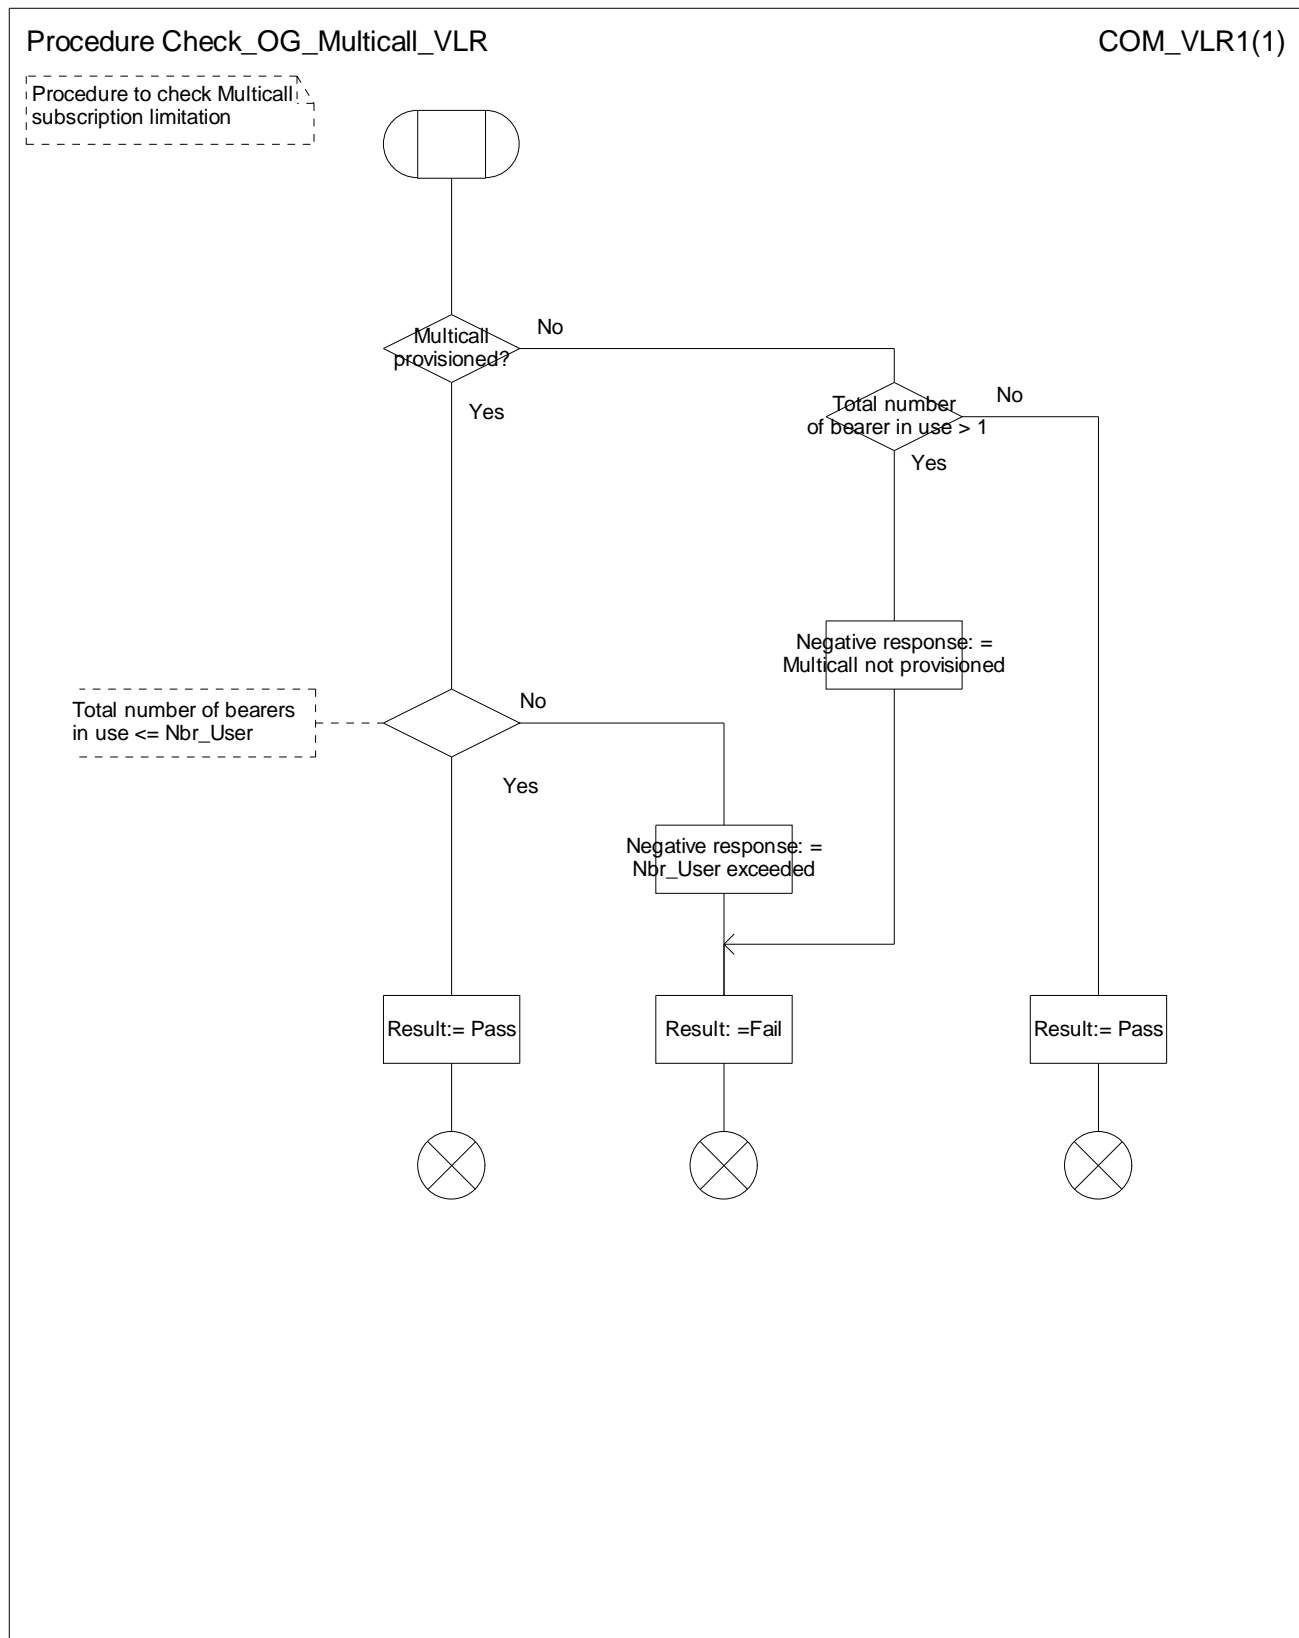 Procedure Check_OG_Multicall_VLR
COM_VLR1(1)
Procedure to check Multicall
subscription limitation
Multicall
provisioned?
No
Yes
Total number
of bearer in use > 1
No
Yes
Negative response: =
Multicall not provisioned
Total number of bearers
in use <= Nbr_User
No
Yes
Negative response: =
Nbr_User exceeded
Result:= Pass
Result: =Fail
Result:= Pass